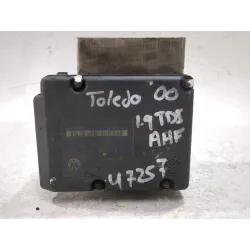 Toledo '00
1.9 TDI
AHF
47257